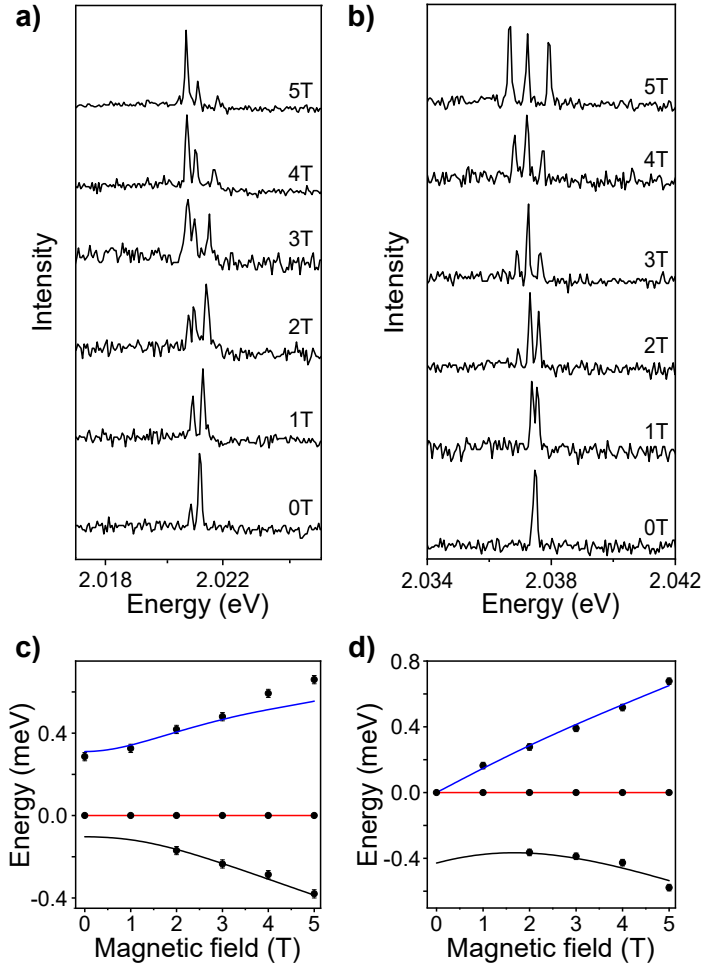 a)
Intensity
5T
4T
3T
2T
1T
0T
2.018
2.022
Energy (eV)
b)
Intensity
5T
4T
3T
2T
1T
0T
2.034
2.038
2.042
Energy (eV)
c)
Energy (meV)
0.4
0.0
-0.4
0 1 2 3 4 5
Magnetic field (T)
d)
Energy (meV)
0.8
0.4
0.0
-0.4
0 1 2 3 4 5
Magnetic field (T)